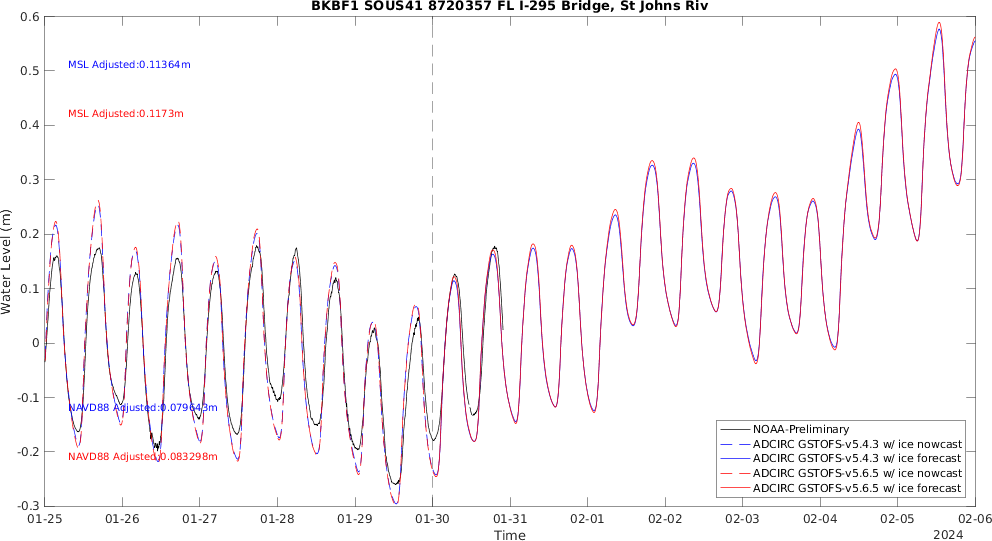 BKBF1 SOUS41 8720357 FL I-295 Bridge, St Johns Riv
0.6
0.5
0.4
0.3
0.2
0.1
0
-0.1
-0.2
-0.3
Water Level (m)
MSL Adjusted:0.11364m
MSL Adjusted:0.1173m
NAVD88 Adjusted:0.079643m
NAVD88 Adjusted:0.083298m
NOAA-Preliminary
ADCIRC GSTOFS-v5.4.3 w/ ice nowcast
ADCIRC GSTOFS-v5.4.3 w/ ice forecast
ADCIRC GSTOFS-v5.6.5 w/ ice nowcast
ADCIRC GSTOFS-v5.6.5 w/ ice forecast
01-25 01-26 01-27 01-28 01-29 01-30 01-31 02-01 02-02 02-03 02-04 02-05 02-06
Time
2024